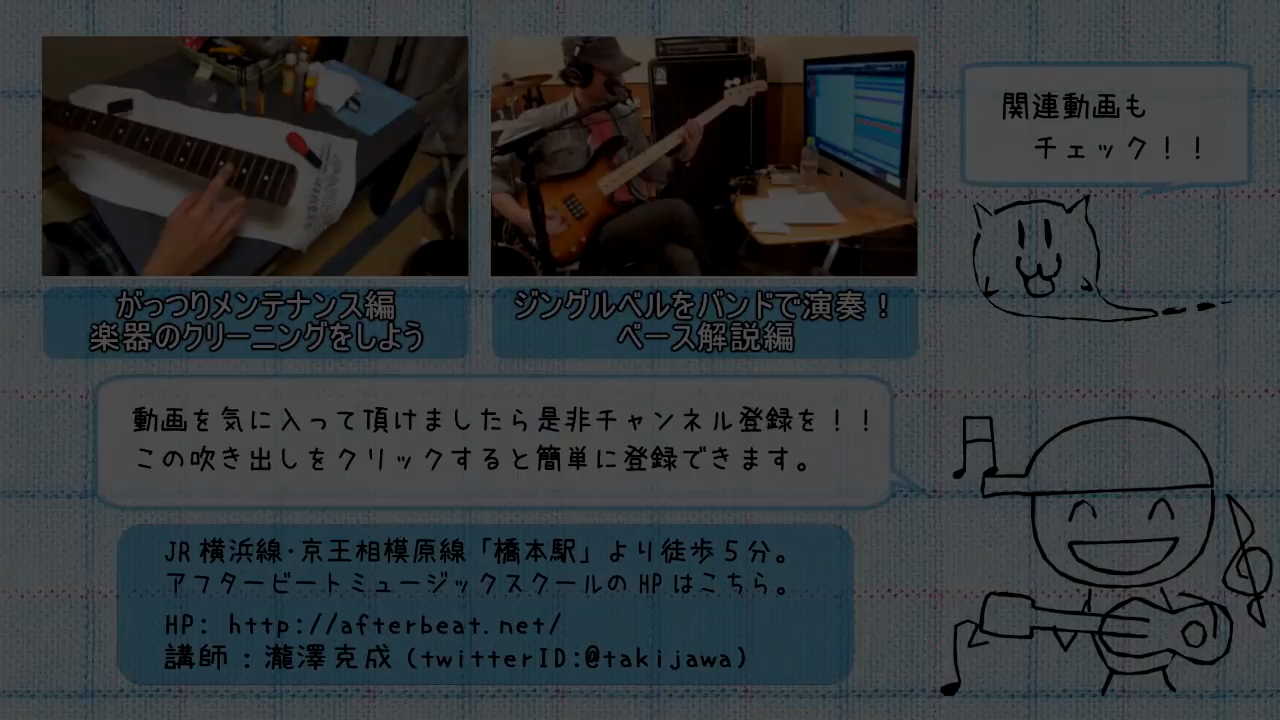 関連動画も
チェック！！
がっつりメンテナンス編
楽器のクリーニングをしよう
ジングルベルをバンドで演奏！
ベース解説編
動画を気に入って頂けましたら是非チャンネル登録を！！
この吹き出しをクリックすると簡単に登録できます。
JR横浜線・京王相模原線「橋本駅」より徒歩５分。
アフタービートミュージックスクールのHPはこちら。
HP: http://afterbeat.net/
講師：瀧澤克成(twitterID:@takijawa)